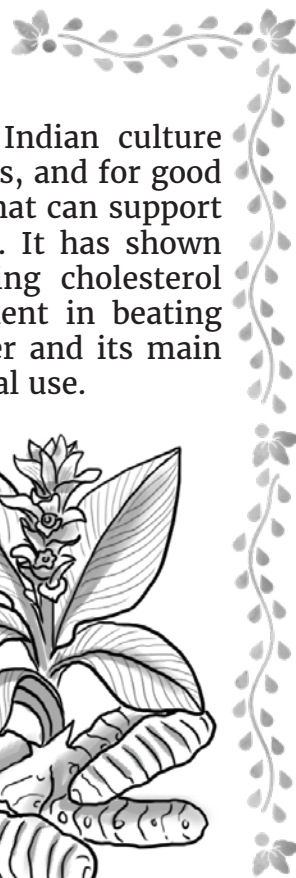 Indian culture
s, and for good
hat can support
. It has shown
ing cholesterol
ent in beating
er and its main
al use.